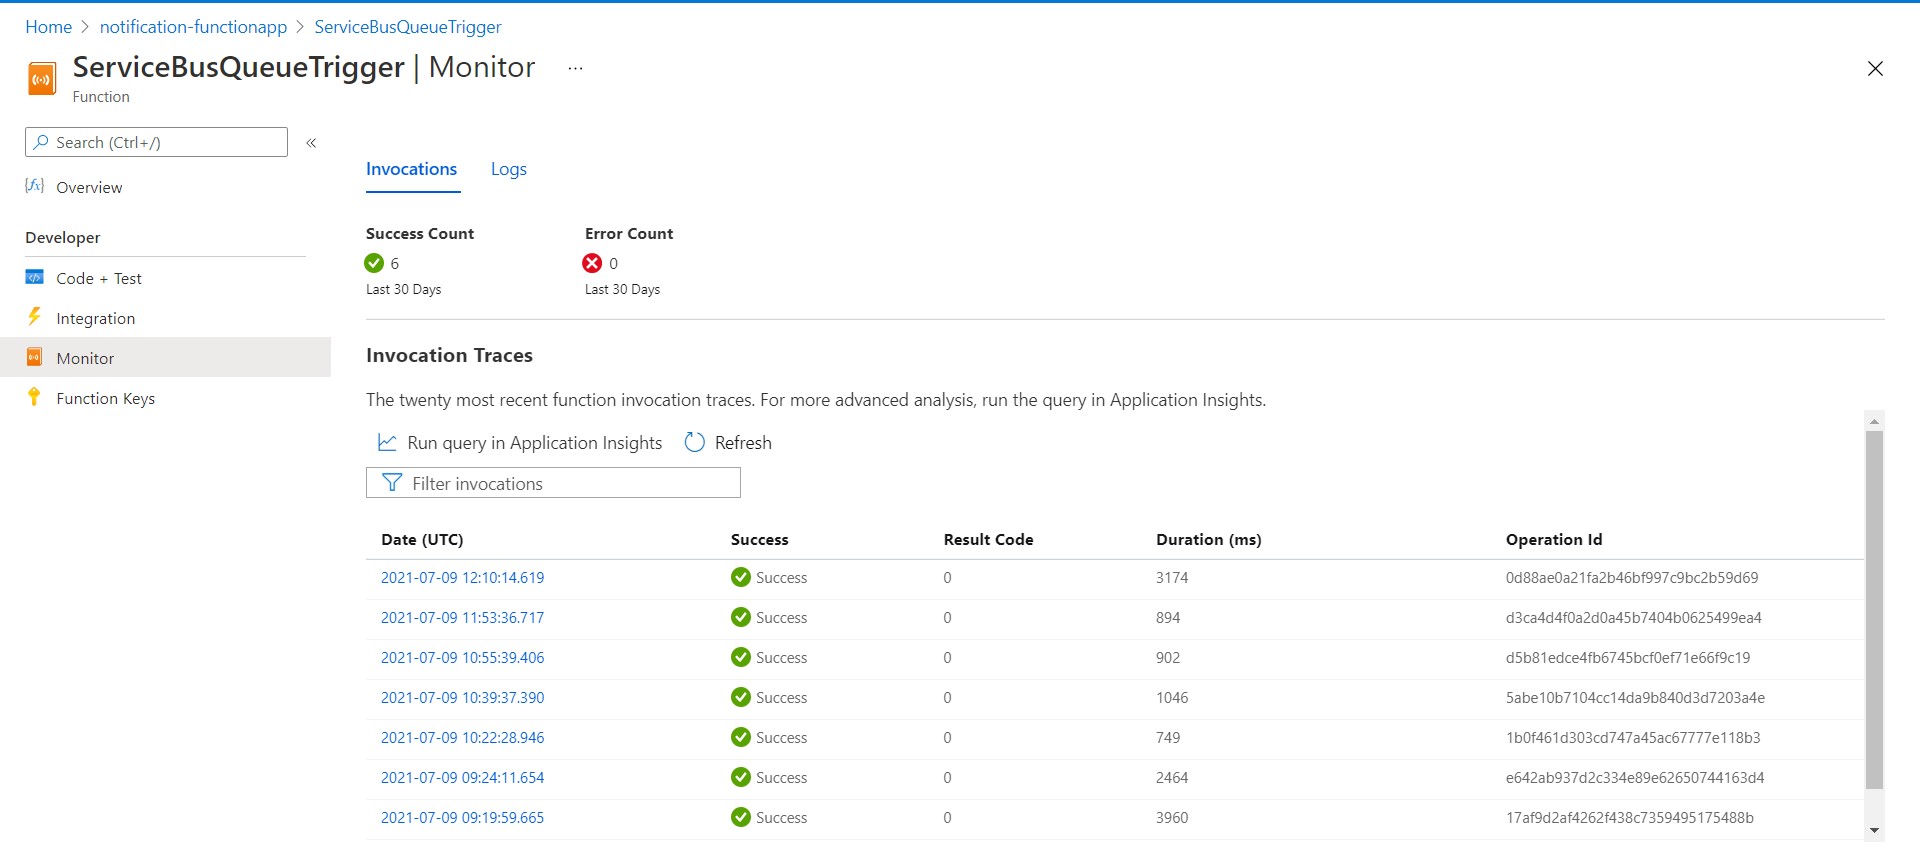 Home > notification-functionapp > ServiceBusQueueTrigger
ServiceBusQueueTrigger | Monitor ...
Function
Search (Ctrl+/) «
Overview
Developer
Code + Test
Integration
Monitor
Function Keys
Invocations Logs
Success Count Error Count
6 0
Last 30 Days Last 30 Days
Invocation Traces
The twenty most recent function invocation traces. For more advanced analysis, run the query in Application Insights.
Run query in Application Insights Refresh
Filter invocations
Date (UTC) Success Result Code Duration (ms) Operation Id
2021-07-09 12:10:14.619 Success 0 3174 0d88ae0a21fa2b46bf997c9bc2b59d69
2021-07-09 11:53:36.717 Success 0 894 d3ca4d4f0a2d0a45b7404b0625499ea4
2021-07-09 10:55:39.406 Success 0 902 d5b81edce4fb6745bcf0ef71e66f9c19
2021-07-09 10:39:37.390 Success 0 1046 5abe10b7104cc14da9b840d3d7203a4e
2021-07-09 10:22:28.946 Success 0 749 1b0f461d303cd747a45ac67777e118b3
2021-07-09 09:24:11.654 Success 0 2464 e642ab937d2c334e89e62650744163d4
2021-07-09 09:19:59.665 Success 0 3960 17af9d2af4262f438c7359495175488b